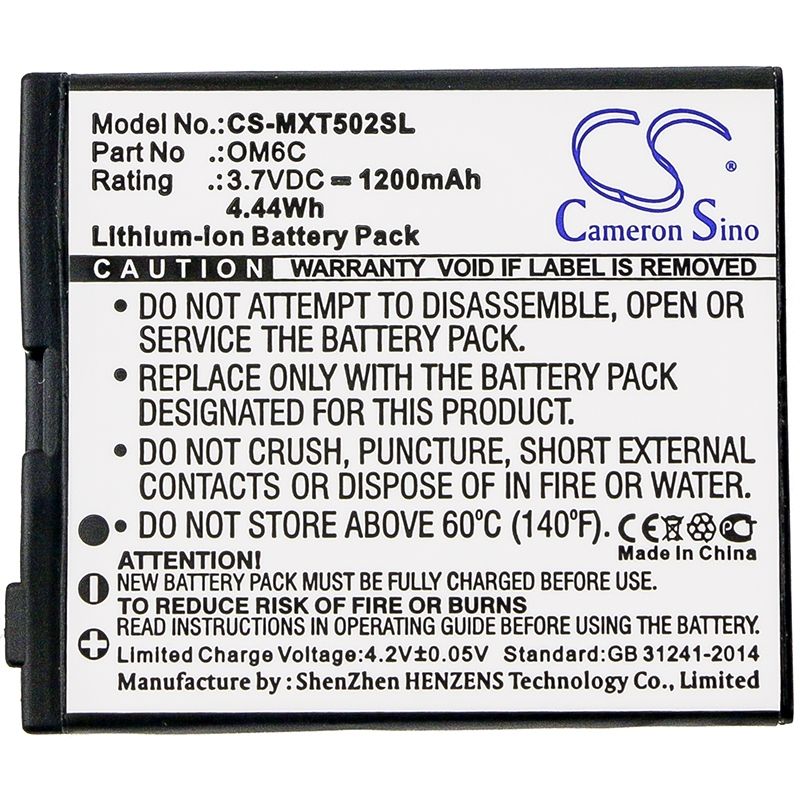 Model No.:CS-MXT502SL
Part No :OM6C
Rating :3.7VDC ⎓ 1200mAh
4.44Wh
Lithium-ion Battery Pack
CS
Cameron Sino
CAUTION WARRANTY VOID IF LABEL IS REMOVED
• DO NOT ATTEMPT TO DISASSEMBLE, OPEN OR
SERVICE THE BATTERY PACK.
• REPLACE ONLY WITH THE BATTERY
DESIGNATED FOR THIS PRODUCT.
• DO NOT CRUSH, PUNCTURE, SHORT EXTERNAL
CONTACTS OR DISPOSE OF IN FIRE OR WATER.
• DO NOT STORE ABOVE 60°C (140°F).
CE
Made in China
ATTENTION!
NEW BATTERY PACK MUST BE FULLY CHARGED BEFORE USE
TO REDUCE RISK OF FIRE OR BURNS
READ INSTRUCTIONS IN OPERATING GUIDE BEFORE USING BATTERY
Limited Charge Voltage:4.2V±0.05V Standard:GB 31241-2014
Manufacturer:ShenZhen HENZENS Technology Co., Limited